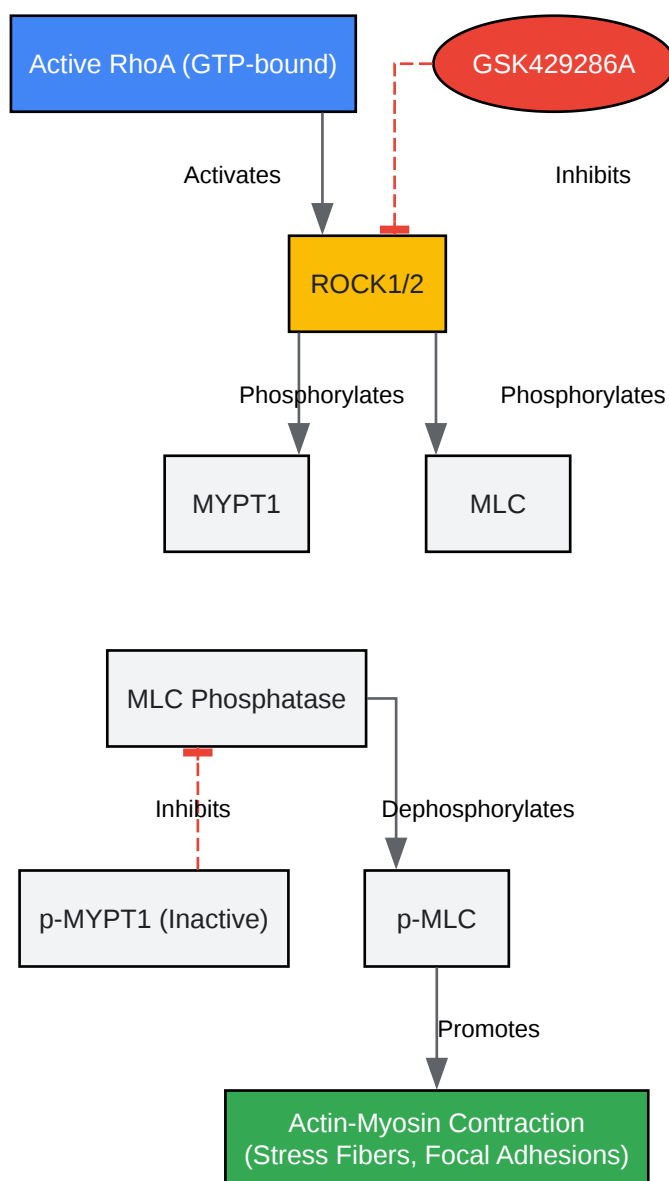 Active RhoA (GTP-bound)
GSK429286A
Activates
Inhibits
ROCK1/2
Phosphorylates
Phosphorylates
MYPT1
MLC
MLC Phosphatase
Inhibits
Dephosphorylates
p-MYPT1 (Inactive)
p-MLC
Promotes
Actin-Myosin Contraction
(Stress Fibers, Focal Adhesions)